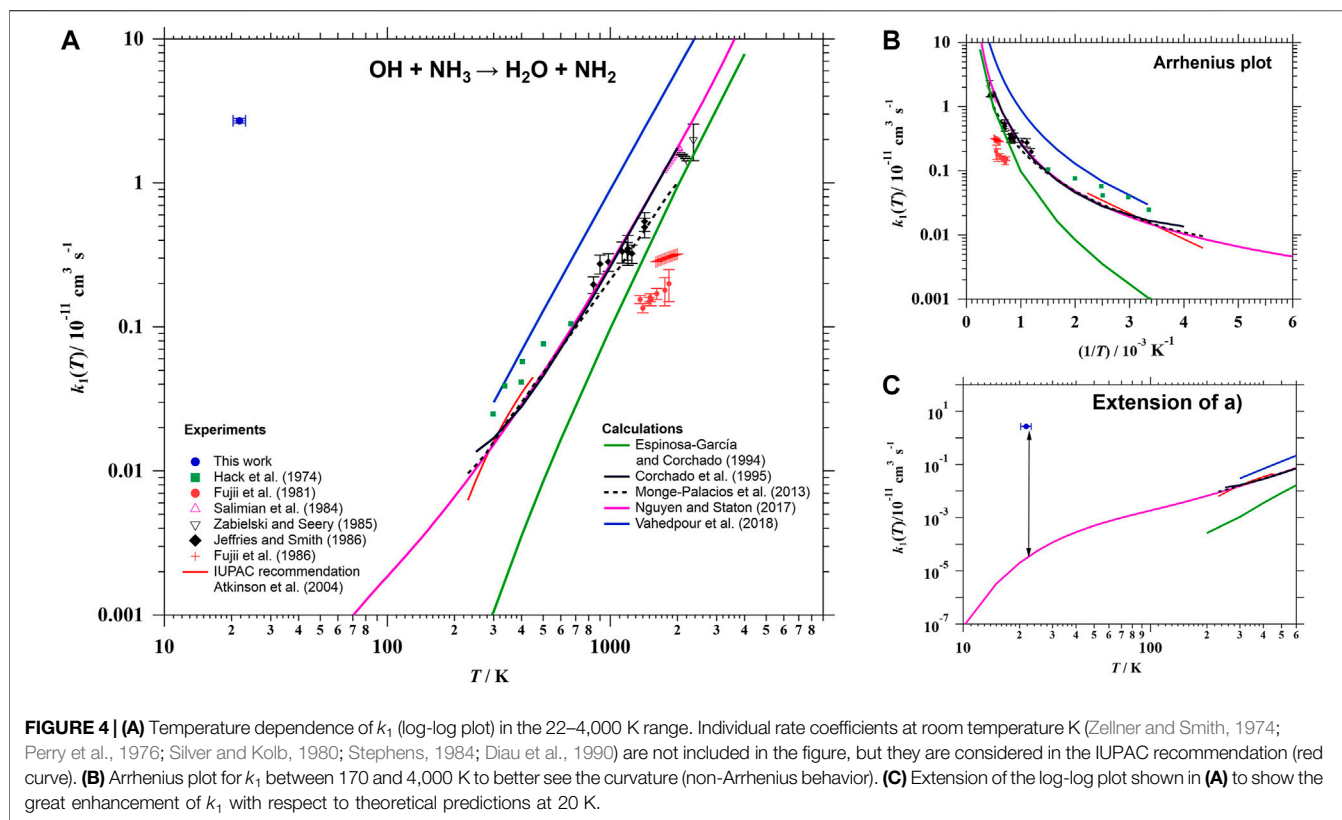 A
OH + NH₃ → H₂O + NH₂
k₁(T)/ 10⁻¹¹ cm³ s⁻¹
10
1
0.1
0.01
0.001
Experiments
This work
Hack et al. (1974)
Fujii et al. (1981)
Salimian et al. (1984)
Zabielski and Seery (1985)
Jeffries and Smith (1986)
Fujii et al. (1986)
IUPAC recommendation
Atkinson et al. (2004)
Calculations
Espinosa-García
and Corchado (1994)
Corchado et al. (1995)
Monge-Palacios et al. (2013)
Nguyen and Staton (2017)
Vahedpour et al. (2018)
10 2 3 4 5 6 7 8 100 2 3 4 5 6 7 8 1000 2 3 4 5 6 7 8
T / K
B
Arrhenius plot
k₁(T)/ 10⁻¹¹ cm³ s⁻¹
10
1
0.1
0.01
0.001
0 1 2 3 4 5 6
(1/T) / 10⁻³ K⁻¹
C
Extension of a)
k₁(T)/10⁻¹¹ cm³ s⁻¹
10¹
10⁻¹
10⁻³
10⁻⁵
10⁻⁷
10 2 3 4 5 6 7 8 9 100 2 3 4 5 6
T / K
FIGURE 4 | (A) Temperature dependence of k₁ (log-log plot) in the 22–4,000 K range. Individual rate coefficients at room temperature K (Zellner and Smith, 1974;
Perry et al., 1976; Silver and Kolb, 1980; Stephens, 1984; Diau et al., 1990) are not included in the figure, but they are considered in the IUPAC recommendation (red
curve). (B) Arrhenius plot for k₁ between 170 and 4,000 K to better see the curvature (non-Arrhenius behavior). (C) Extension of the log-log plot shown in (A) to show the
great enhancement of k₁ with respect to theoretical predictions at 20 K.